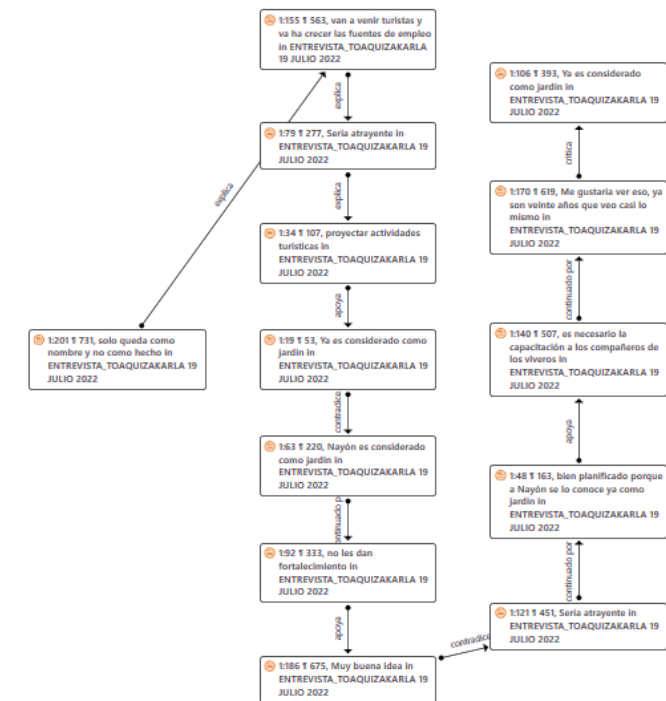 1:155 ¶ 563, van a venir turistas y
va ha crecer las fuentes de empleo
in ENTREVISTA_TOAQUIZAKARLA
19 JULIO 2022
explica
1:79 ¶ 277, Seria atrayente in
ENTREVISTA_TOAQUIZAKARLA 19
JULIO 2022
explica
1:34 ¶ 107, proyectar actividades
turísticas in
ENTREVISTA_TOAQUIZAKARLA 19
JULIO 2022
apoya
1:19 ¶ 53, Ya es considerado como
jardín in
ENTREVISTA_TOAQUIZAKARLA 19
JULIO 2022
contradice
1:63 ¶ 220, Nayón es considerado
como jardín in
ENTREVISTA_TOAQUIZAKARLA 19
JULIO 2022
ontinuado p
1:92 ¶ 333, no les dan
fortalecimiento in
ENTREVISTA_TOAQUIZAKARLA 19
JULIO 2022
apoya
1:186 ¶ 675, Muy buena idea in
ENTREVISTA_TOAQUIZAKARLA 19
JULIO 2022
explica
1:201 ¶ 731, solo queda como
nombre y no como hecho in
ENTREVISTA_TOAQUIZAKARLA 19
JULIO 2022
1:106 ¶ 393, Ya es considerado
como jardín in
ENTREVISTA_TOAQUIZAKARLA 19
JULIO 2022
critica
1:170 ¶ 619, Me gustaria ver eso, ya
son veinte años que veo casi lo
mismo in
ENTREVISTA_TOAQUIZAKARLA 19
JULIO 2022
continuado por
1:140 ¶ 507, es necesario la
capacitación a los compañeros de
los viveros in
ENTREVISTA_TOAQUIZAKARLA 19
JULIO 2022
apoya
1:48 ¶ 163, bien planificado porque
a Nayón se lo conoce ya como
jardín in
ENTREVISTA_TOAQUIZAKARLA 19
JULIO 2022
continuado por
1:121 ¶ 451, Seria atrayente in
ENTREVISTA_TOAQUIZAKARLA 19
JULIO 2022
contradice